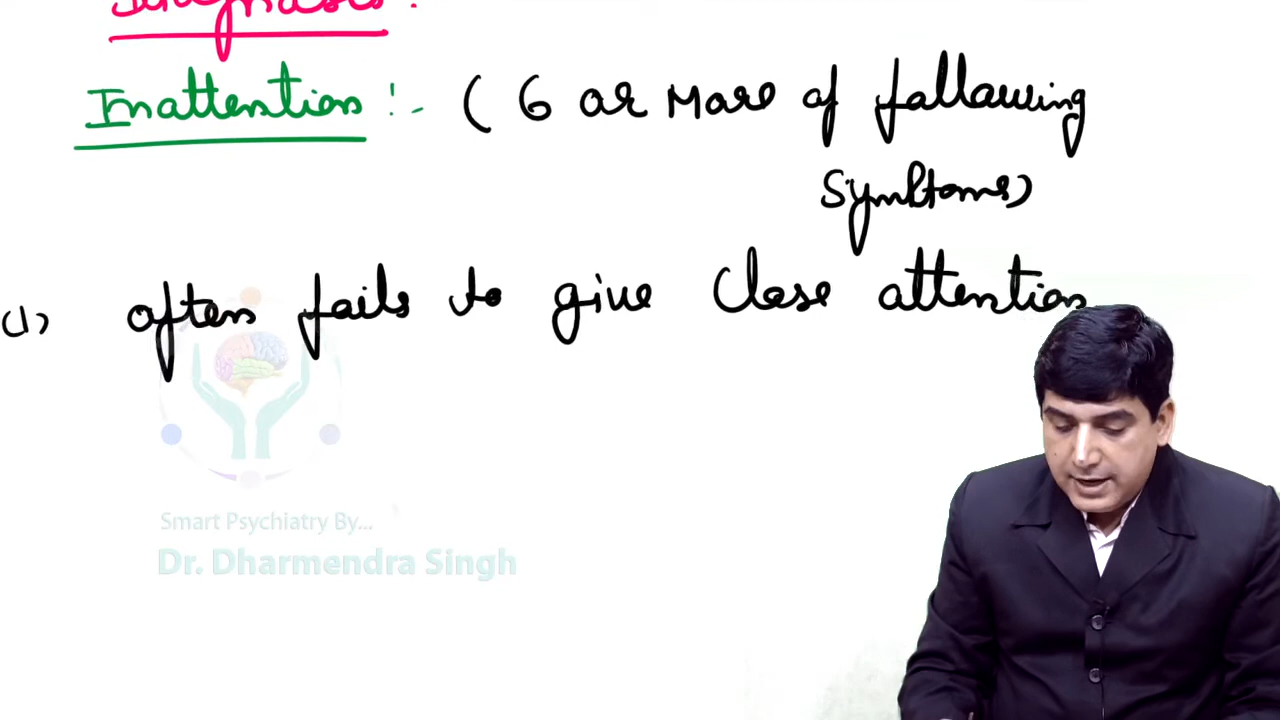 Diagnosis:
Inattention :- ( 6 or More of following
Symptoms)
(1) often fails to give close attention
Smart Psychiatry By...
Dr. Dharmendra Singh